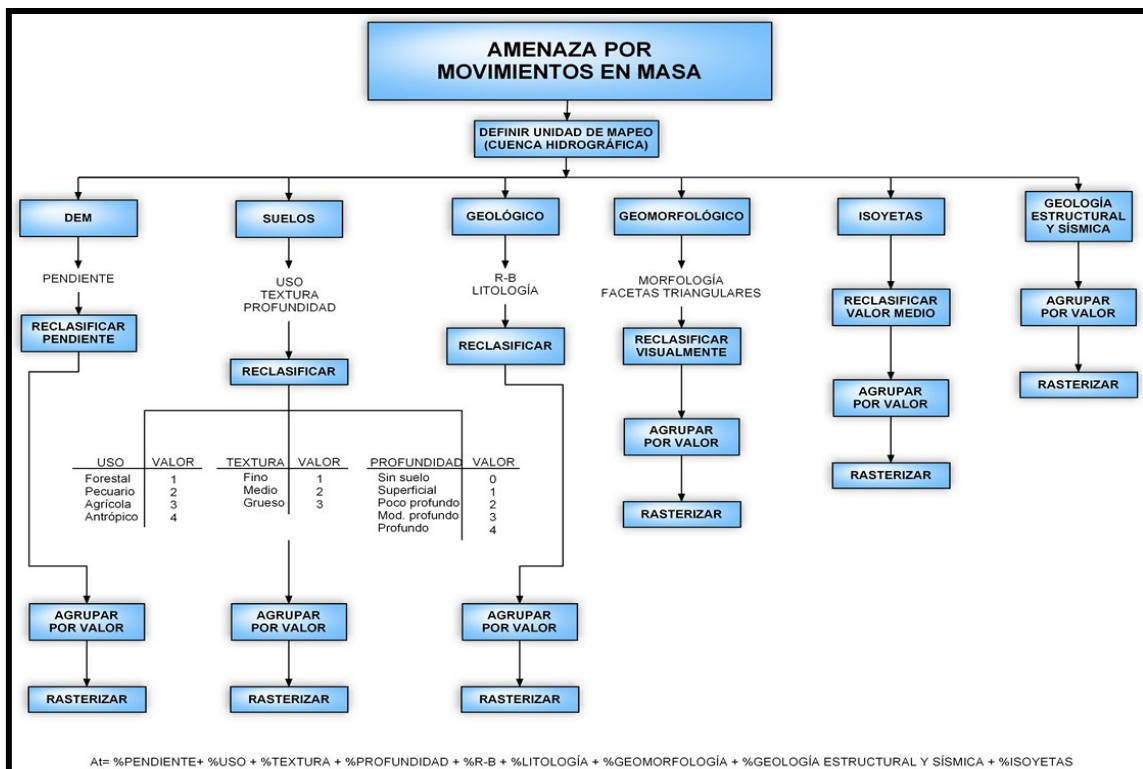 AMENAZA POR
MOVIMIENTOS EN MASA
DEFINIR UNIDAD DE MAPEO
(CUENCA HIDROGRÁFICA)
DEM
SUELOS
GEOLÓGICO
GEOMORFOLÓGICO
ISOYETAS
GEOLOGÍA
ESTRUCTURAL
Y SÍSMICA
PENDIENTE
USO
TEXTURA
PROFUNDIDAD
R-B
LITOLOGÍA
MORFOLOGÍA
FACETAS TRIANGULARES
RECLASIFICAR
VALOR MEDIO
AGRUPAR
POR VALOR
RECLASIFICAR
PENDIENTE
RECLASIFICAR
RECLASIFICAR
RECLASIFICAR
VISUALMENTE
AGRUPAR
POR VALOR
RASTERIZAR
AGRUPAR
POR VALOR
RASTERIZAR
RASTERIZAR
USO VALOR
Forestal 1
Pecuario 2
Agrícola 3
Antrópico 4
TEXTURA VALOR
Fino 1
Medio 2
Grueso 3
PROFUNDIDAD VALOR
Sin suelo 0
Superficial 1
Poco profundo 2
Mod. profundo 3
Profundo 4
AGRUPAR
POR VALOR
AGRUPAR
POR VALOR
AGRUPAR
POR VALOR
RASTERIZAR
RASTERIZAR
RASTERIZAR
At= %PENDIENTE+ %USO + %TEXTURA + %PROFUNDIDAD + %R-B + %LITOLOGÍA + %GEOMORFOLOGÍA + %GEOLOGÍA ESTRUCTURAL Y SÍSMICA + %ISOYETAS